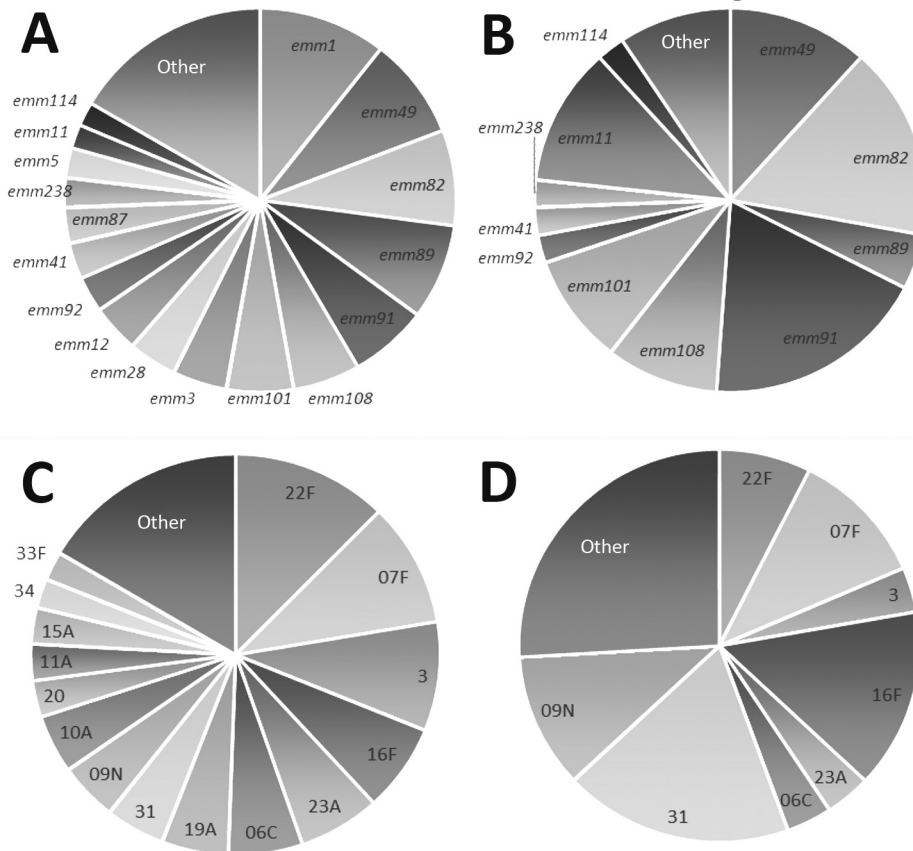 A
emm1
emm49
emm82
emm89
emm91
emm108
emm101
emm3
emm28
emm12
emm92
emm41
emm87
emm238
emm5
emm11
emm114
Other
B
emm49
emm82
emm89
emm91
emm108
emm101
emm92
emm41
emm238
emm11
emm114
Other
C
22F
07F
3
16F
23A
06C
19A
31
09N
10A
20
11A
15A
34
33F
Other
D
22F
07F
3
16F
23A
06C
31
09N
Other